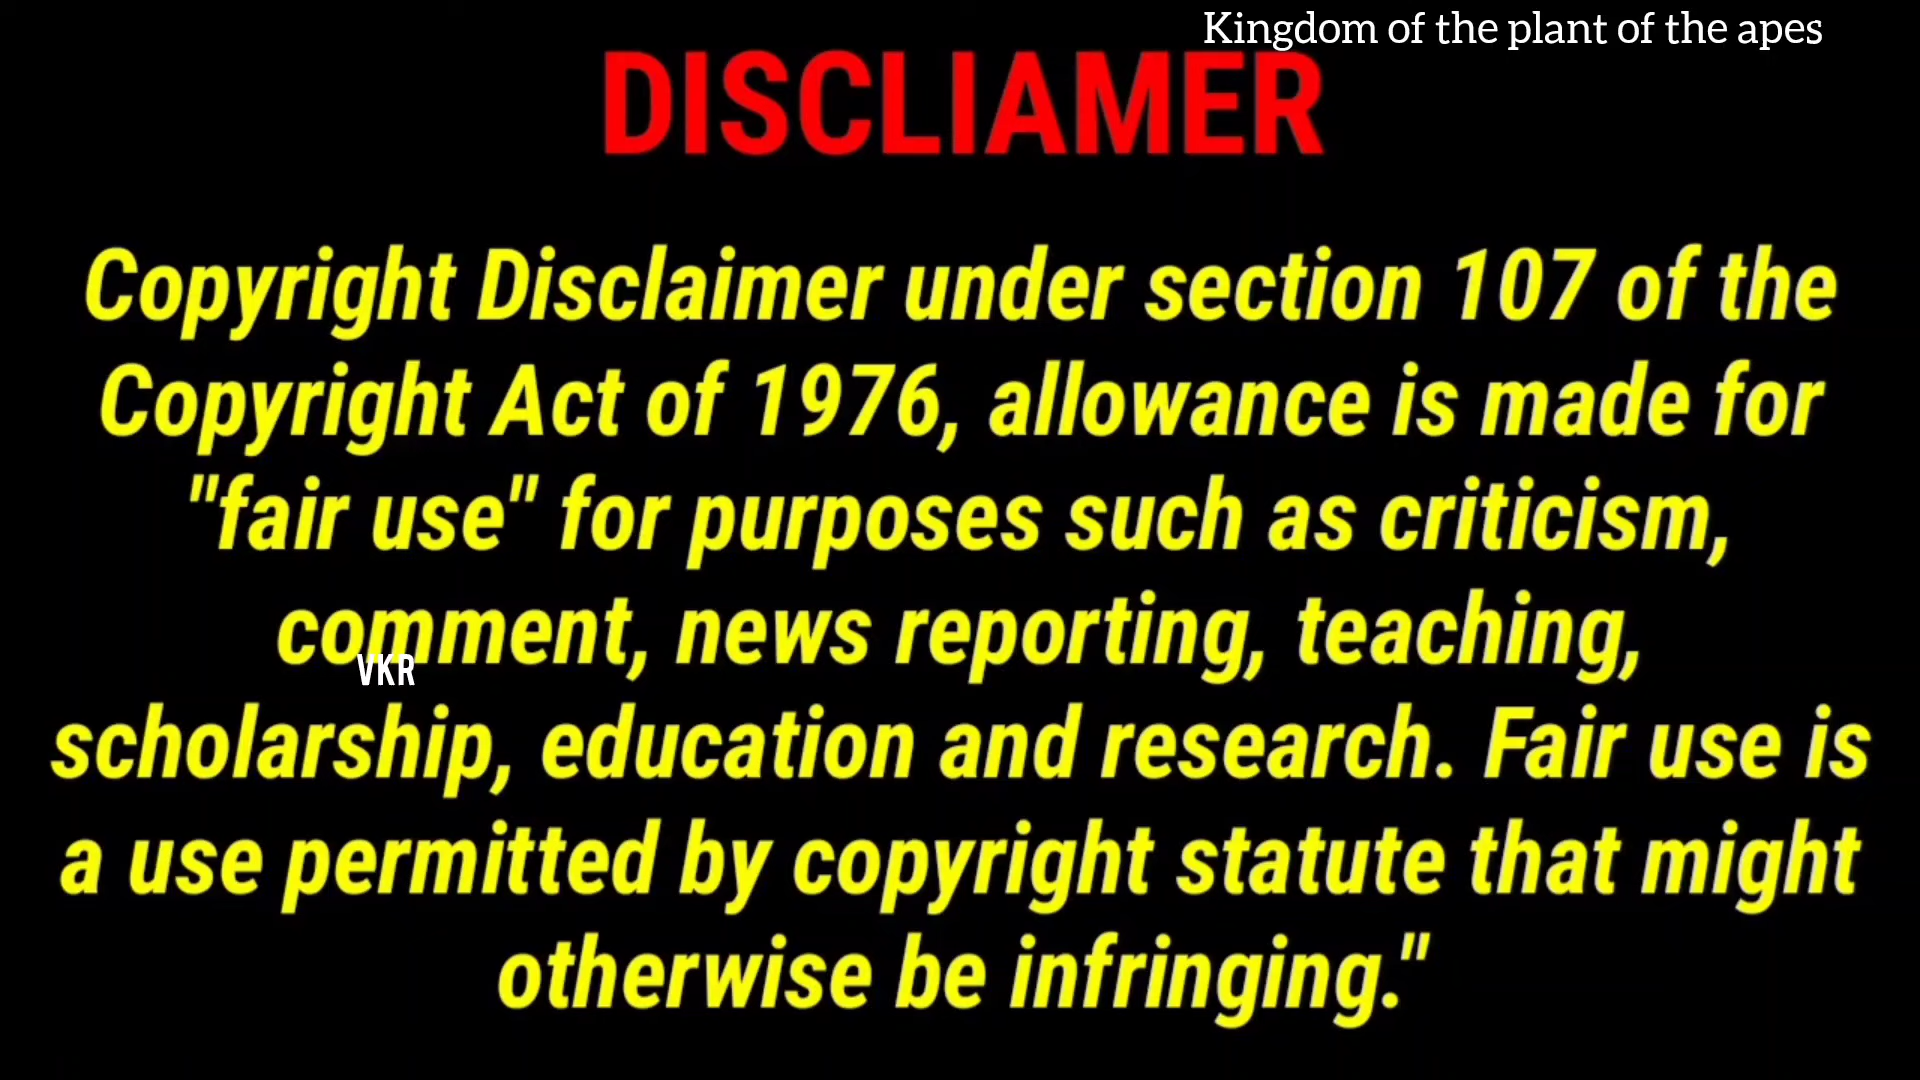 Kingdom of the plant of the apes
DISCLIAMER
Copyright Disclaimer under section 107 of the
Copyright Act of 1976, allowance is made for
"fair use" for purposes such as criticism,
comment, news reporting, teaching,
VKR
scholarship, education and research. Fair use is
a use permitted by copyright statute that might
otherwise be infringing."